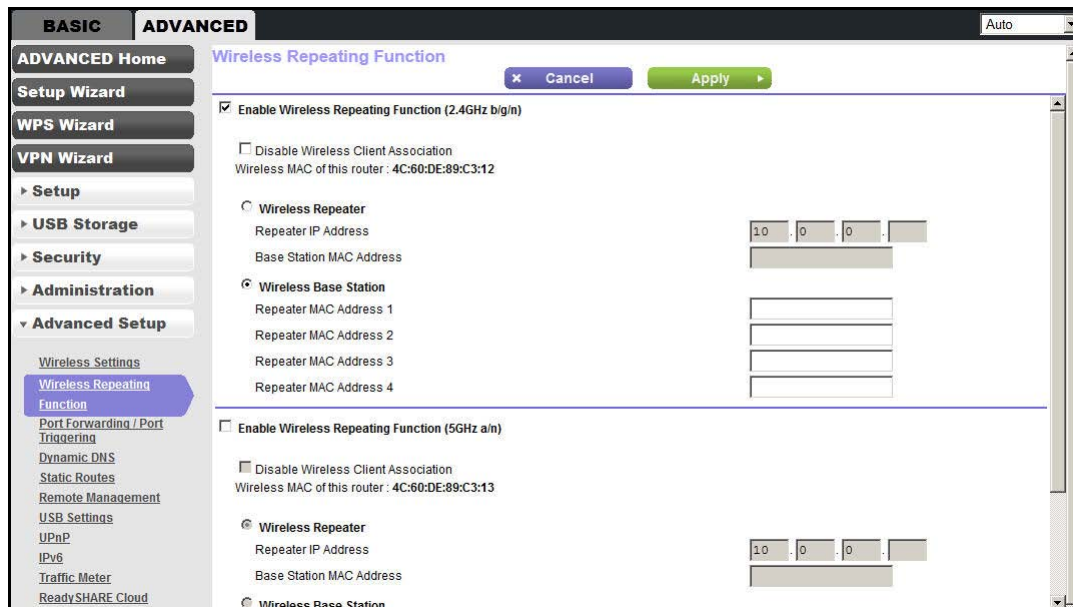 BASIC
ADVANCED
Auto
ADVANCED Home
Setup Wizard
WPS Wizard
VPN Wizard
Setup
USB Storage
Security
Administration
Advanced Setup
Wireless Settings
Wireless Repeating
Function
Port Forwarding / Port
Triggering
Dynamic DNS
Static Routes
Remote Management
USB Settings
UPnP
IPv6
Traffic Meter
ReadySHARE Cloud
Wireless Repeating Function
x Cancel
Apply
Enable Wireless Repeating Function (2.4GHz b/g/n)
Disable Wireless Client Association
Wireless MAC of this router : 4C:60:DE:89:C3:12
Wireless Repeater
Repeater IP Address 10 . 0 . 0 .
Base Station MAC Address
Wireless Base Station
Repeater MAC Address 1
Repeater MAC Address 2
Repeater MAC Address 3
Repeater MAC Address 4
Enable Wireless Repeating Function (5GHz a/n)
Disable Wireless Client Association
Wireless MAC of this router : 4C:60:DE:89:C3:13
Wireless Repeater
Repeater IP Address 10 . 0 . 0 .
Base Station MAC Address
Wireless Base Station